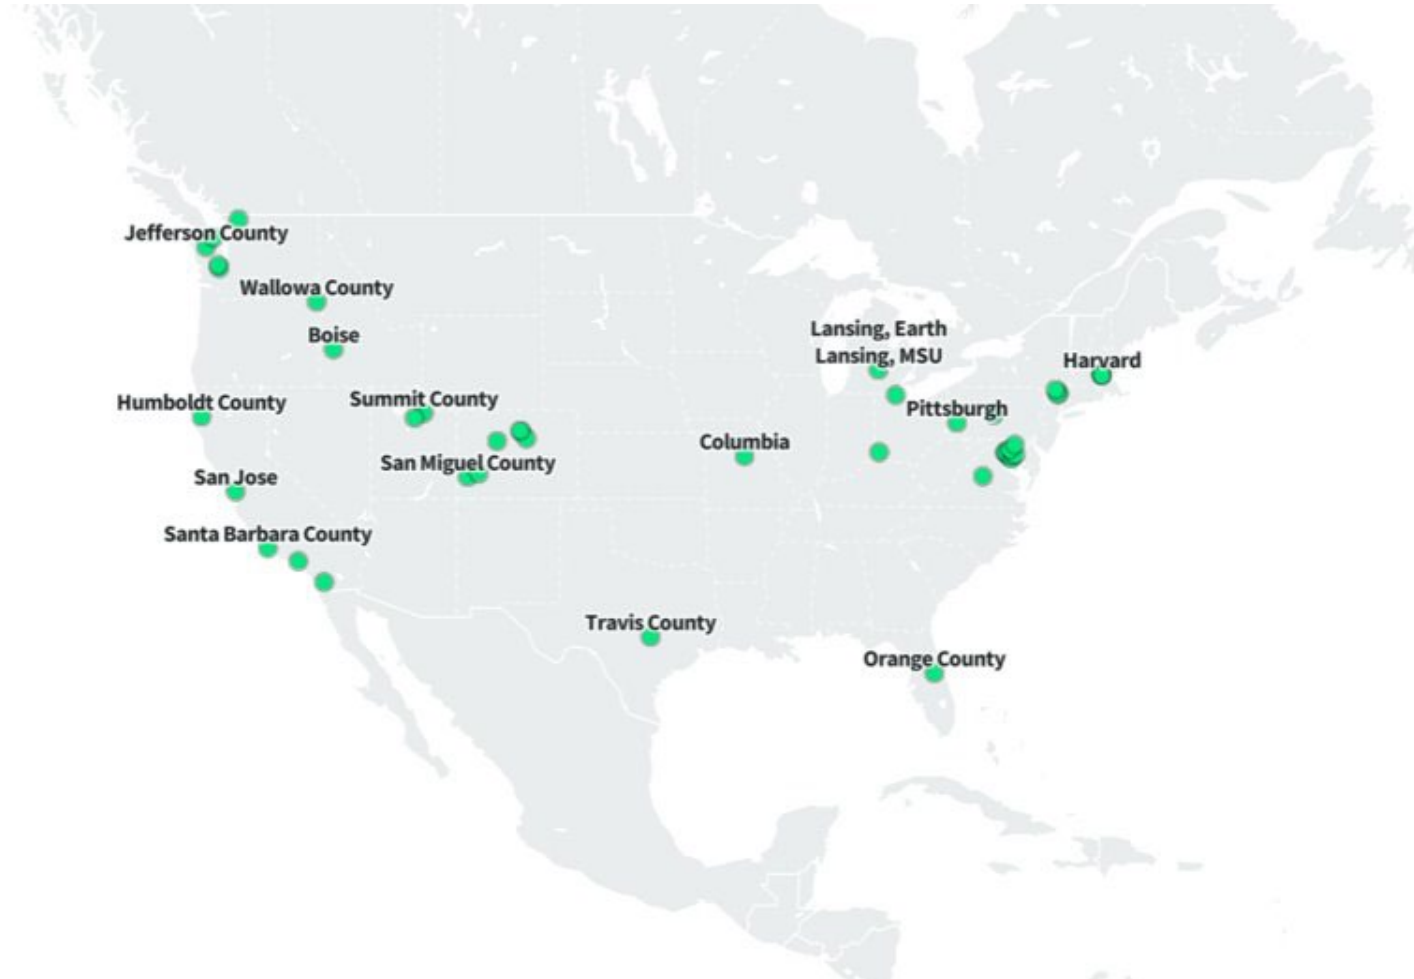 Jefferson County
Wallowa County
Lansing, Earth
Boise
Lansing, MSU
Harvard
Humboldt County
Summit County
Pittsburgh
Columbia
San Miguel County
San Jose
Santa Barbara County
Travis County
Orange County